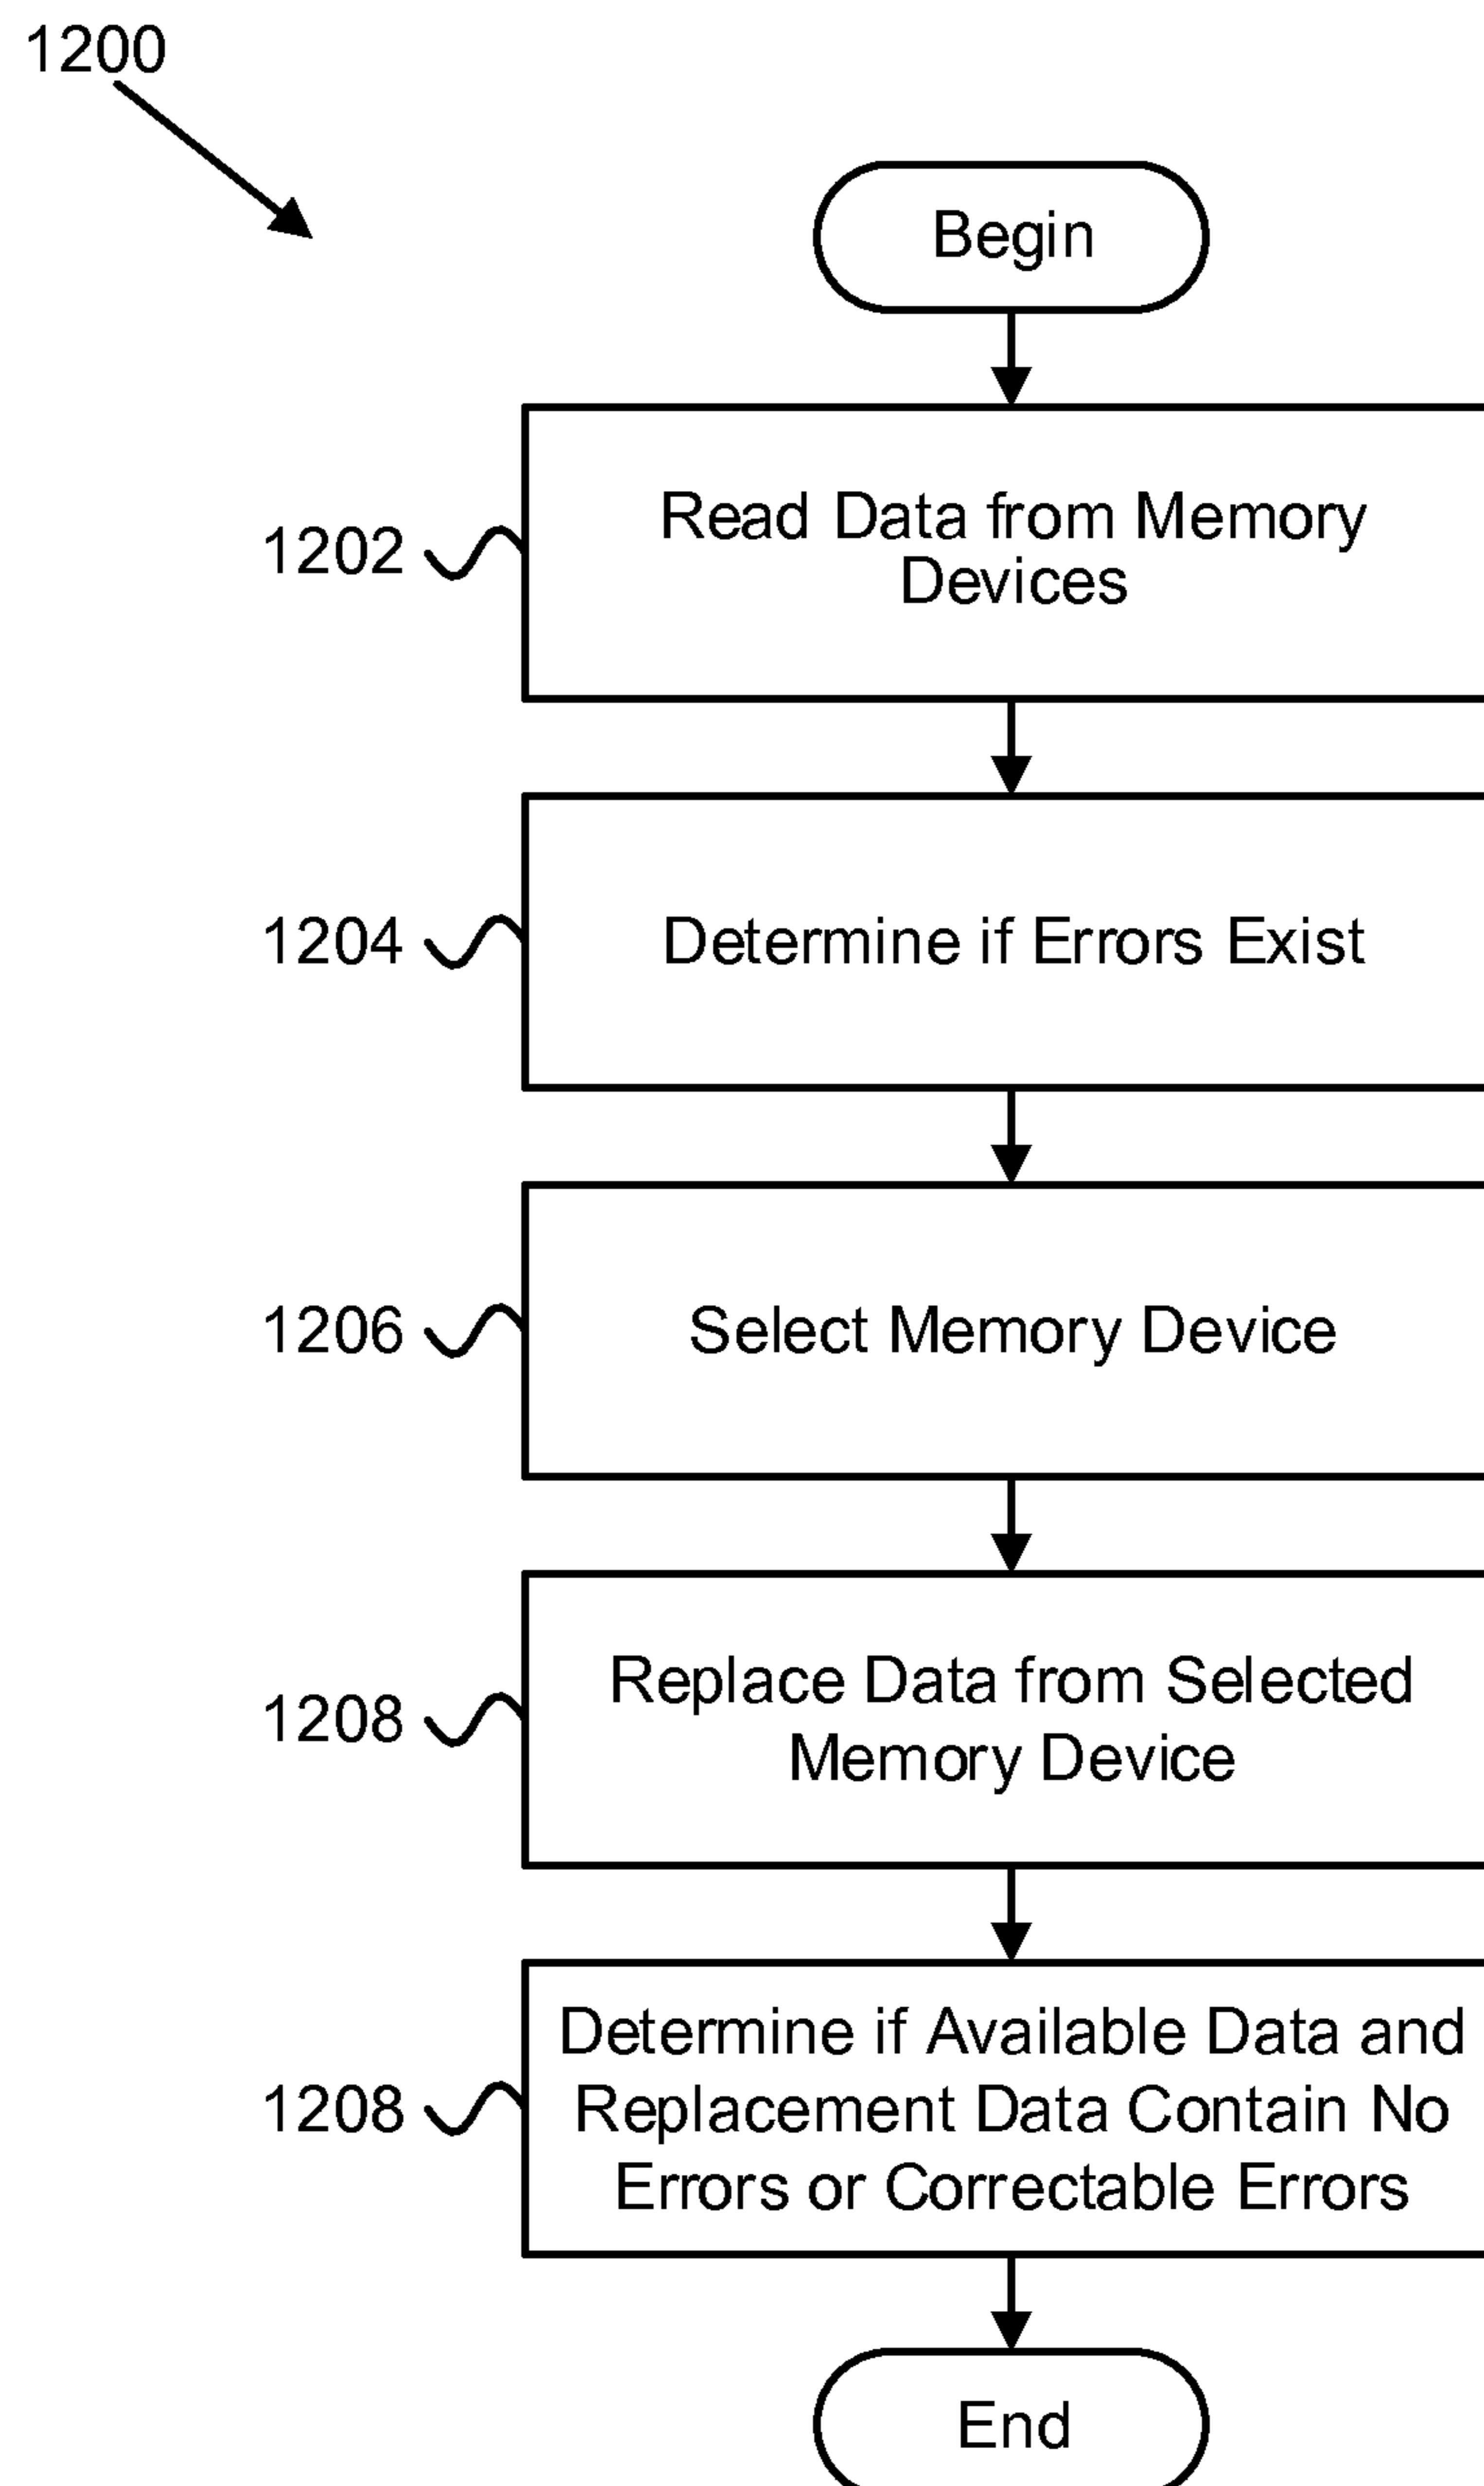 1200
Begin
1202
Read Data from Memory
Devices
1204
Determine if Errors Exist
1206
Select Memory Device
1208
Replace Data from Selected
Memory Device
1208
Determine if Available Data and
Replacement Data Contain No
Errors or Correctable Errors
End